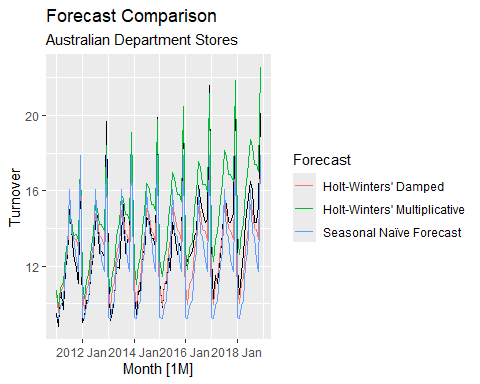 Forecast Comparison
Australian Department Stores
20
16
12
Turnover
2012 Jan 2014 Jan 2016 Jan 2018 Jan
Month [1M]
Forecast
Holt-Winters' Damped
Holt-Winters' Multiplicative
Seasonal Naïve Forecast